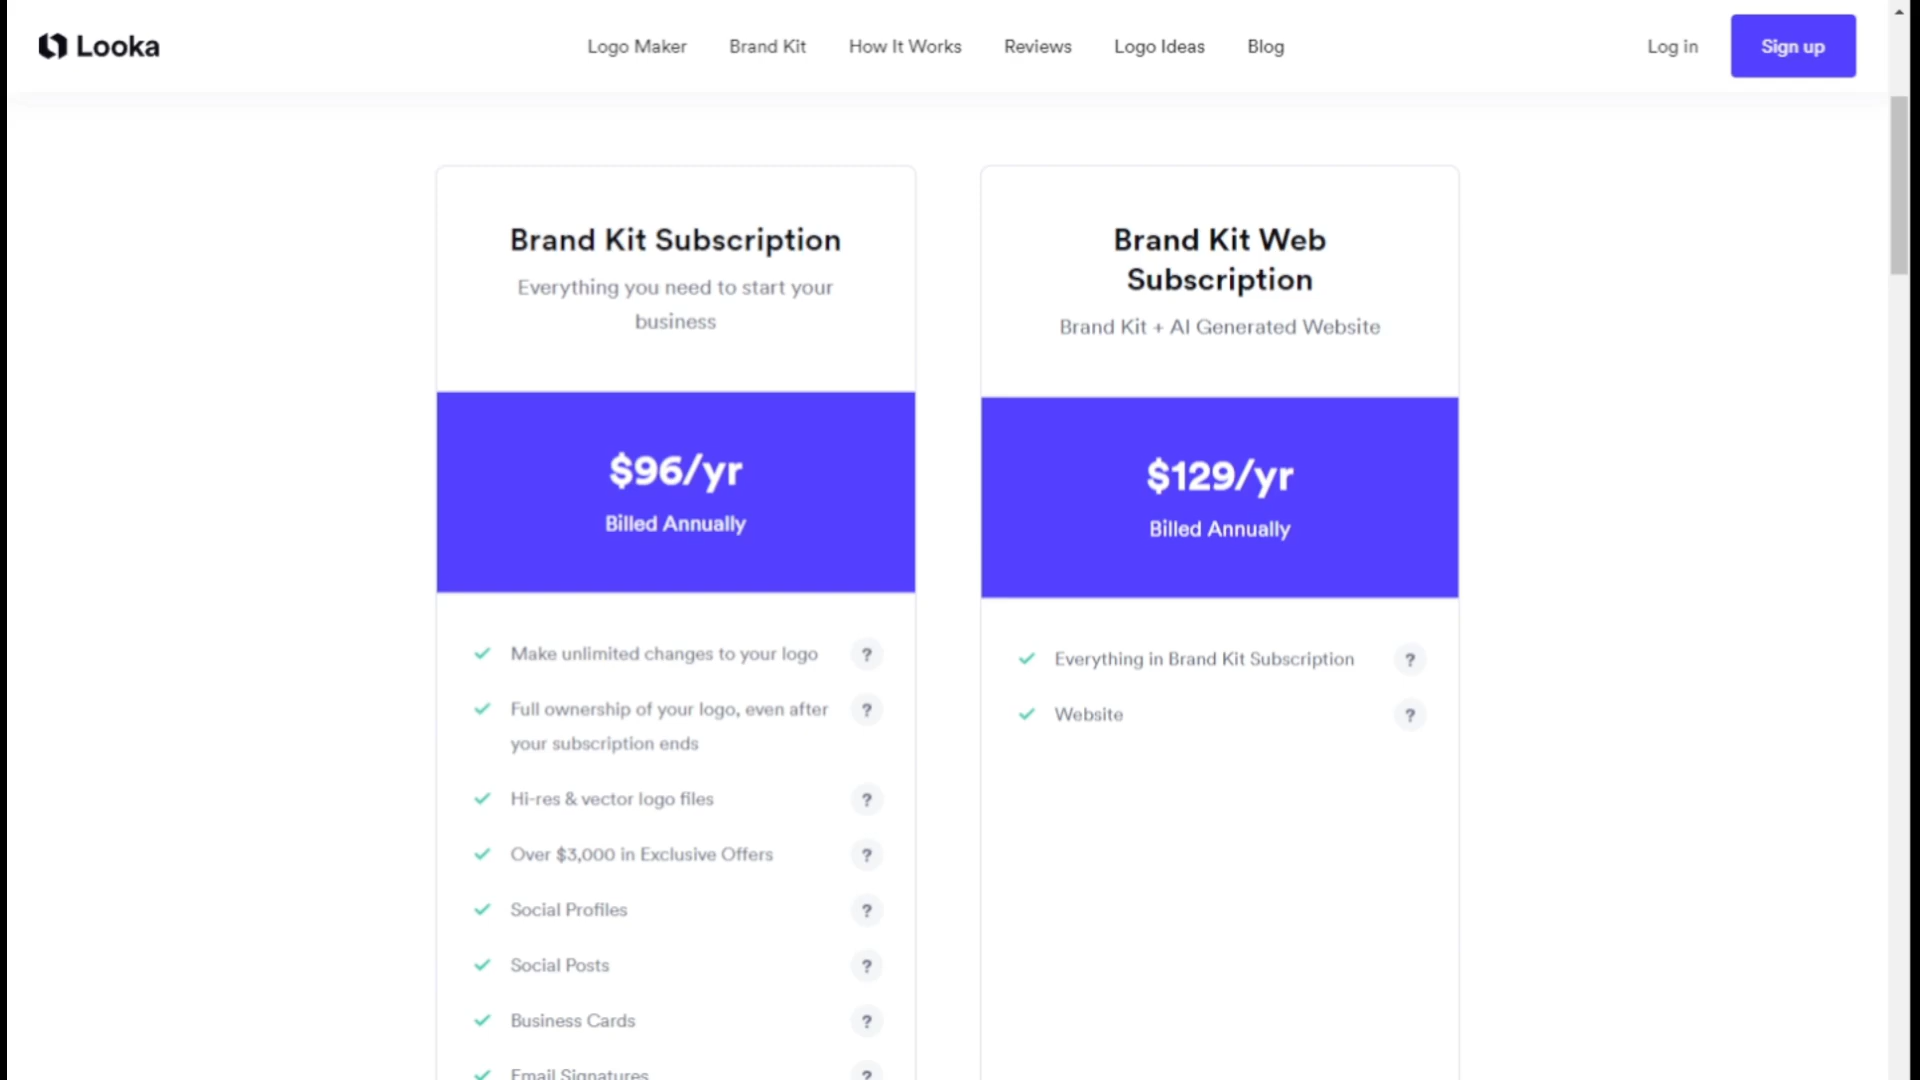 Looka
Logo Maker
Brand Kit
How It Works
Reviews
Logo Ideas
Blog
Log in
Sign up
Brand Kit Subscription
Everything you need to start your
business
$96/yr
Billed Annually
Make unlimited changes to your logo ?
Full ownership of your logo, even after ?
your subscription ends
Hi-res & vector logo files ?
Over $3,000 in Exclusive Offers ?
Social Profiles ?
Social Posts ?
Business Cards ?
Email Signatures ?
Brand Kit Web
Subscription
Brand Kit + AI Generated Website
$129/yr
Billed Annually
Everything in Brand Kit Subscription ?
Website ?